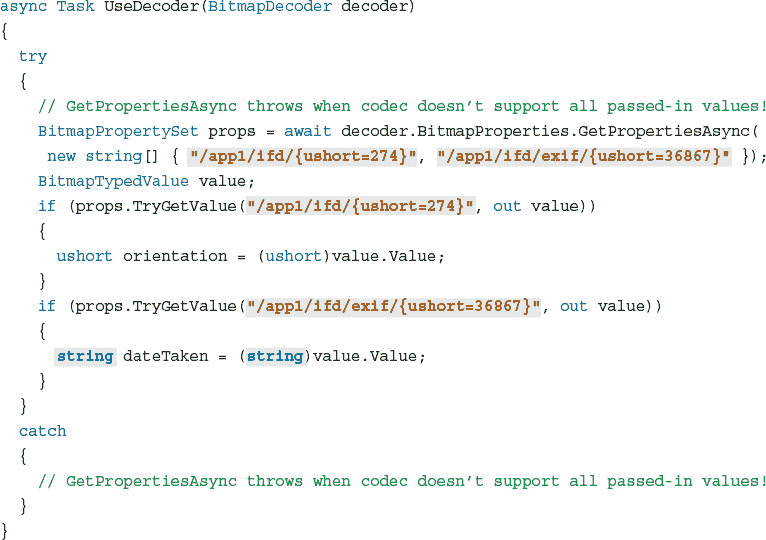 async Task UseDecoder(BitmapDecoder decoder)
{
  try
  {
    // GetPropertiesAsync throws when codec doesn’t support all passed-in values!
    BitmapPropertySet props = await decoder.BitmapProperties.GetPropertiesAsync(
     new string[] { "/app1/ifd/{ushort=274}", "/app1/ifd/exif/{ushort=36867}" });
    BitmapTypedValue value;
    if (props.TryGetValue("/app1/ifd/{ushort=274}", out value))
    {
      ushort orientation = (ushort)value.Value;
    }
    if (props.TryGetValue("/app1/ifd/exif/{ushort=36867}", out value))
    {
      string dateTaken = (string)value.Value;
    }
  }
  catch
  {
    // GetPropertiesAsync throws when codec doesn’t support all passed-in values!
  }
}